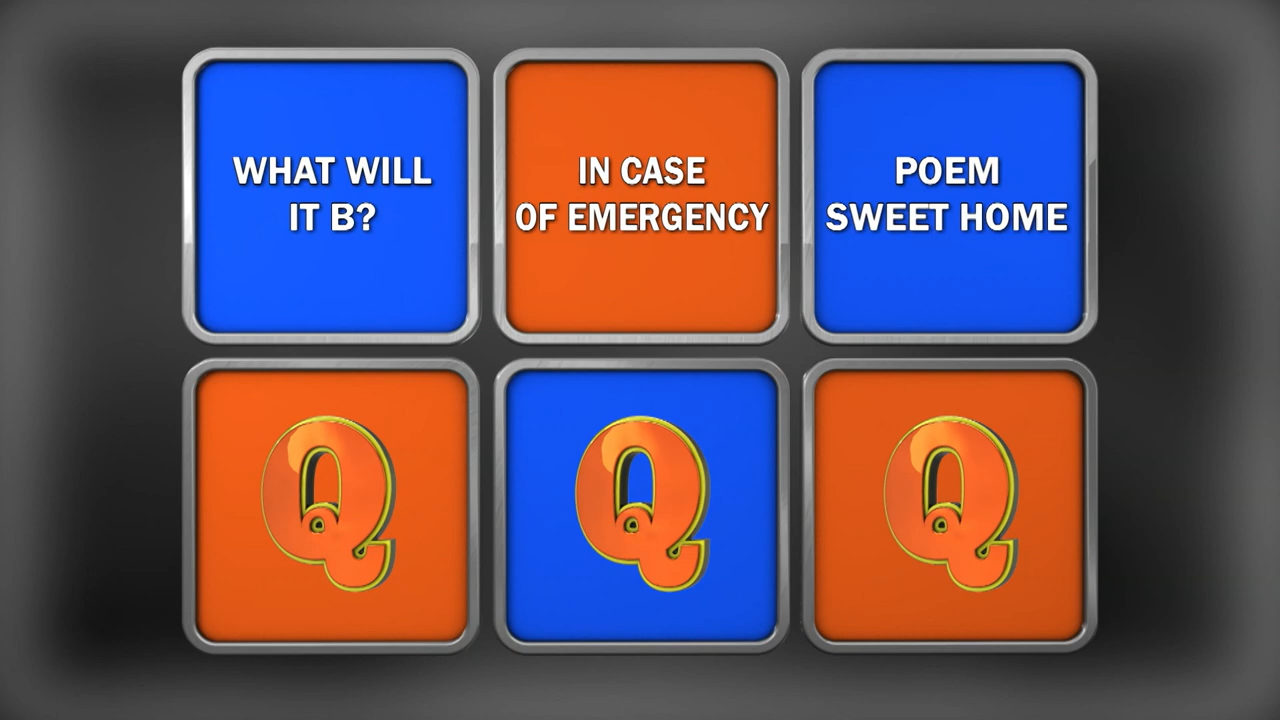 WHAT WILL
IT B?
IN CASE
OF EMERGENCY
POEM
SWEET HOME
Q
Q
Q